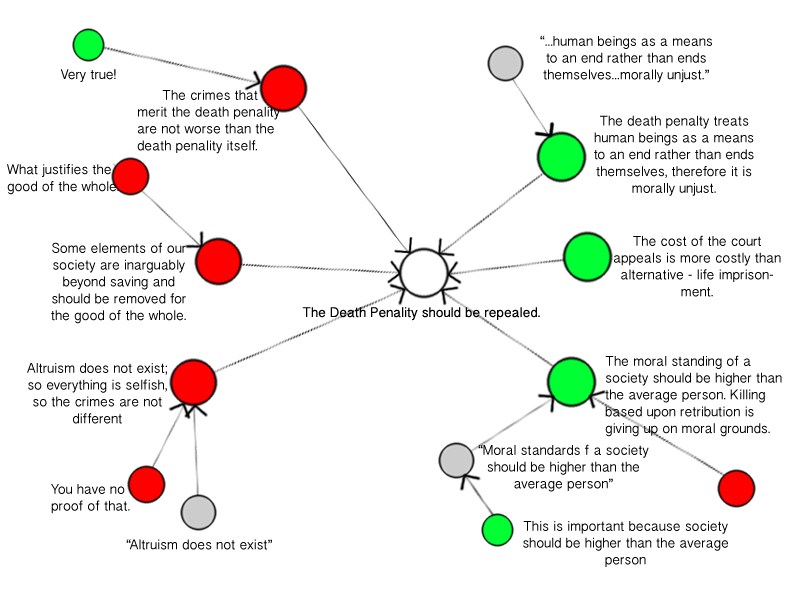 Very true!
The crimes that
merit the death penality
are not worse than the
death penality itself.
What justifies the
good of the whole.
Some elements of our
society are inarguably
beyond saving and
should be removed for
the good of the whole.
Altruism does not exist;
so everything is selfish,
so the crimes are not
different
You have no
proof of that.
“Altruism does not exist”
The Death Penality should be repealed.
“...human beings as a means
to an end rather than ends
themselves...morally unjust.”
The death penalty treats
human beings as a means
to an end rather than ends
themselves, therefore it is
morally unjust.
The cost of the court
appeals is more costly than
alternative - life imprison-
ment.
The moral standing of a
society should be higher than
the average person. Killing
based upon retribution is
giving up on moral grounds.
“Moral standards f a society
should be higher than the
average person”
This is important because society
should be higher than the average
person